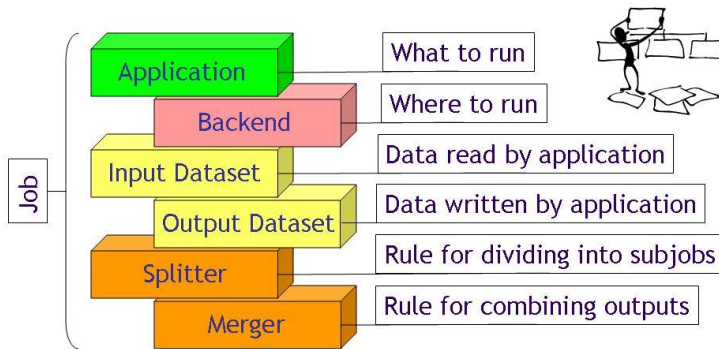 Job
Application
What to run
Backend
Where to run
Input Dataset
Data read by application
Output Dataset
Data written by application
Splitter
Rule for dividing into subjobs
Merger
Rule for combining outputs